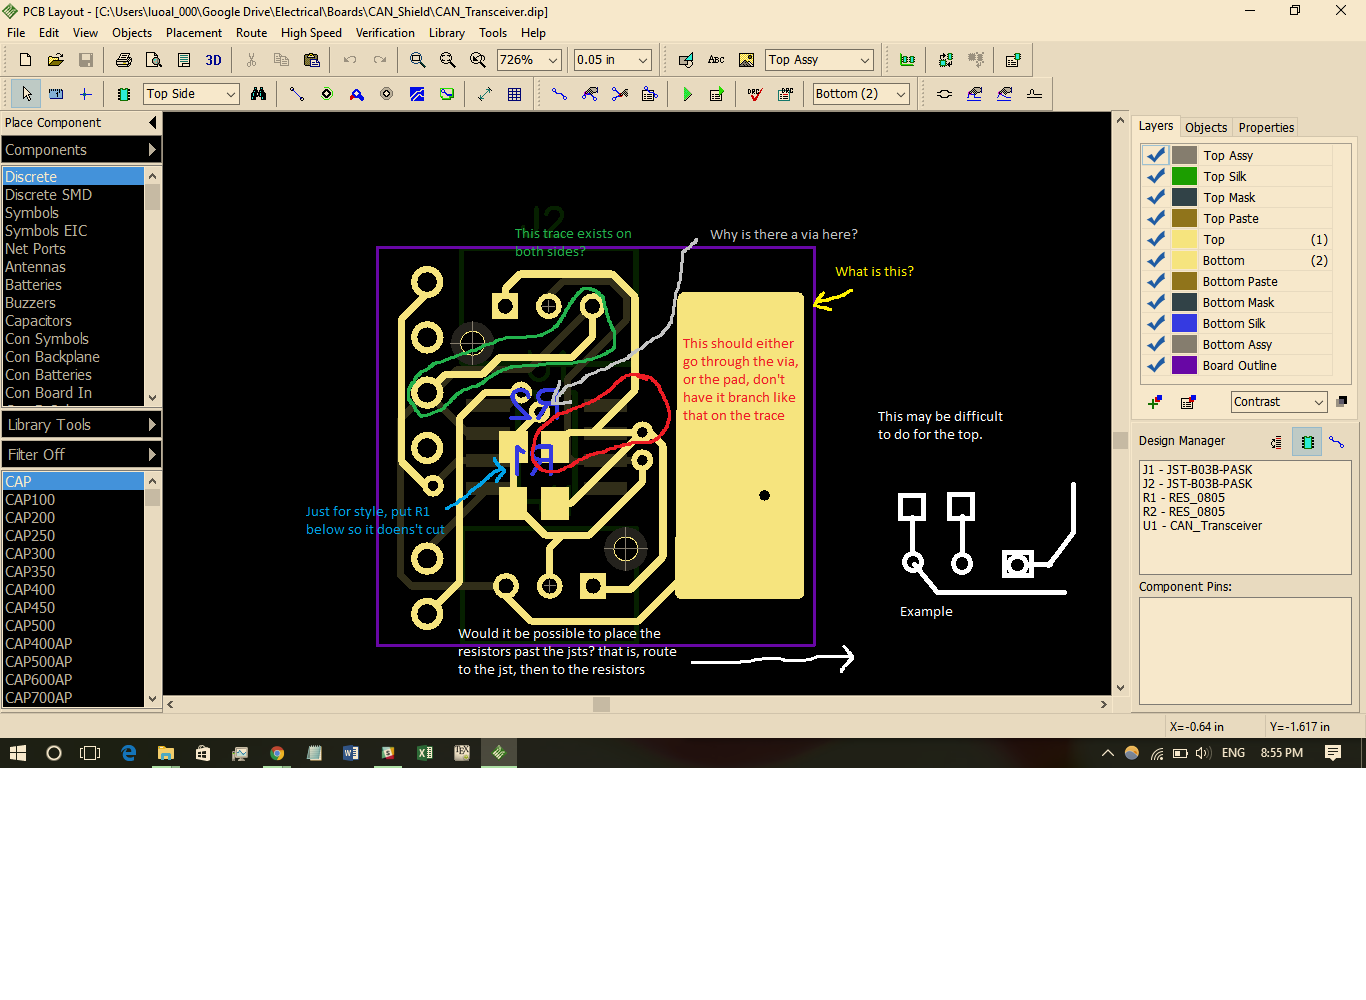 PCB Layout - [C:\Users\luoal_000\Google Drive\Electrical\Boards\CAN_Shield\CAN_Transceiver.dip]
File Edit View Objects Placement Route High Speed Verification Library Tools Help
3D 726% 0.05 in ABC Top Assy
Top Side DRC DRC Bottom (2)
Place Component
Components
Discrete
Discrete SMD
Symbols
Symbols EIC
Net Ports
Antennas
Batteries
Buzzers
Capacitors
Con Symbols
Con Backplane
Con Batteries
Con Board In
Library Tools
Filter Off
CAP
CAP100
CAP200
CAP250
CAP300
CAP350
CAP400
CAP450
CAP500
CAP400AP
CAP500AP
CAP600AP
CAP700AP
J2
This trace exists on
both sides?
Why is there a via here?
What is this?
This should either
go through the via,
or the pad, don't
have it branch like
that on the trace
R2
R1
Just for style, put R1
below so it doens't cut
Would it be possible to place the
resistors past the jsts? that is, route
to the jst, then to the resistors
This may be difficult
to do for the top.
Example
Layers Objects Properties
Top Assy
Top Silk
Top Mask
Top Paste
Top (1)
Bottom (2)
Bottom Paste
Bottom Mask
Bottom Silk
Bottom Assy
Board Outline
Contrast
Design Manager
J1 - JST-B03B-PASK
J2 - JST-B03B-PASK
R1 - RES_0805
R2 - RES_0805
U1 - CAN_Transceiver
Component Pins:
X=-0.64 in Y=-1.617 in
ENG 8:55 PM